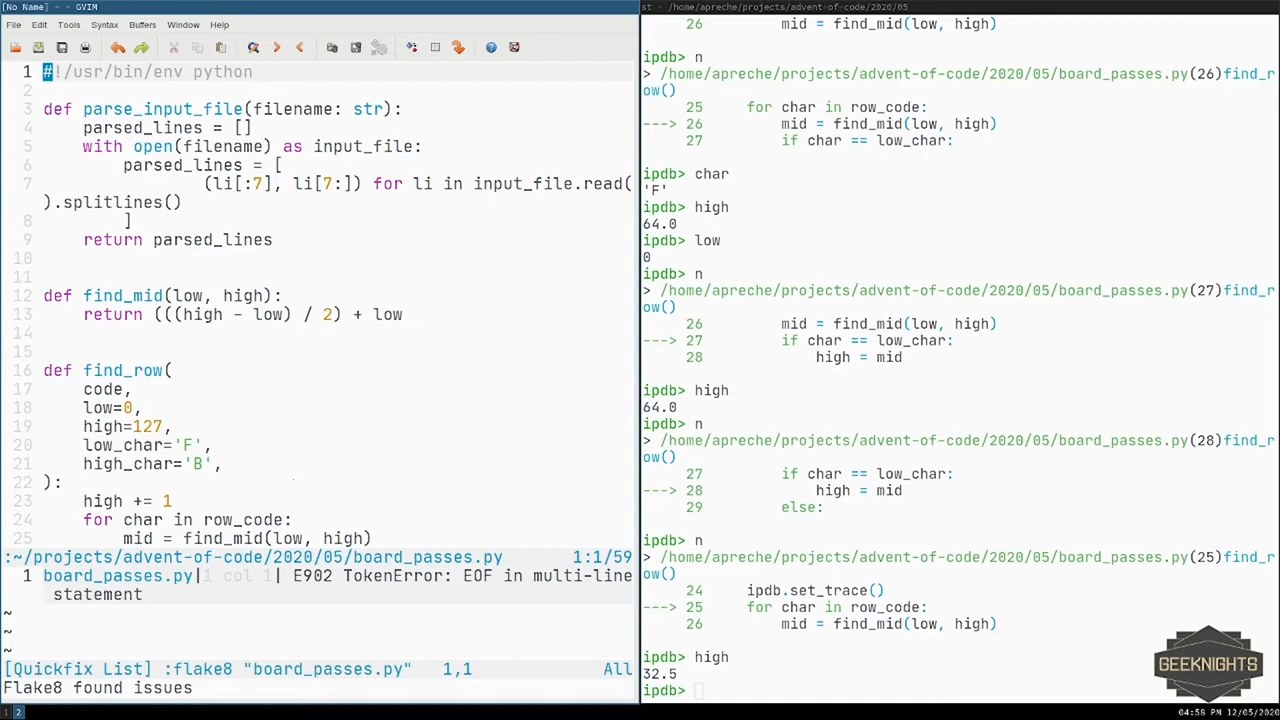 [No Name] - - GVIM
File Edit Tools Syntax Buffers Window Help
1 #!/usr/bin/env python
2
3 def parse_input_file(filename: str):
4 parsed_lines = []
5 with open(filename) as input_file:
6 parsed_lines = [
7 (li[:7], li[7:]) for li in input_file.read(
).splitlines()
8 ]
9 return parsed_lines
10
11
12 def find_mid(low, high):
13 return (((high - low) / 2) + low
14
15
16 def find_row(
17 code,
18 low=0,
19 high=127,
20 low_char='F',
21 high_char='B',
22 ):
23 high += 1
24 for char in row_code:
25 mid = find_mid(low, high)
:~/projects/advent-of-code/2020/05/board_passes.py 1:1/59
1 board_passes.py|1 col 1| E902 TokenError: EOF in multi-line
statement
~
~
~
[Quickfix List] :flake8 "board_passes.py" 1,1 All
Flake8 found issues
1 2
st - /home/apreche/projects/advent-of-code/2020/05
26 mid = find_mid(low, high)
ipdb> n
> /home/apreche/projects/advent-of-code/2020/05/board_passes.py(26)find_r
ow()
25 for char in row_code:
---> 26 mid = find_mid(low, high)
27 if char == low_char:
ipdb> char
'F'
ipdb> high
64.0
ipdb> low
0
ipdb> n
> /home/apreche/projects/advent-of-code/2020/05/board_passes.py(27)find_r
ow()
26 mid = find_mid(low, high)
---> 27 if char == low_char:
28 high = mid
ipdb> high
64.0
ipdb> n
> /home/apreche/projects/advent-of-code/2020/05/board_passes.py(28)find_r
ow()
27 if char == low_char:
---> 28 high = mid
29 else:
ipdb> n
> /home/apreche/projects/advent-of-code/2020/05/board_passes.py(25)find_r
ow()
24 ipdb.set_trace()
---> 25 for char in row_code:
26 mid = find_mid(low, high)
ipdb> high
32.5
ipdb>
GEEKNIGHTS
04:58 PM 12/05/2020